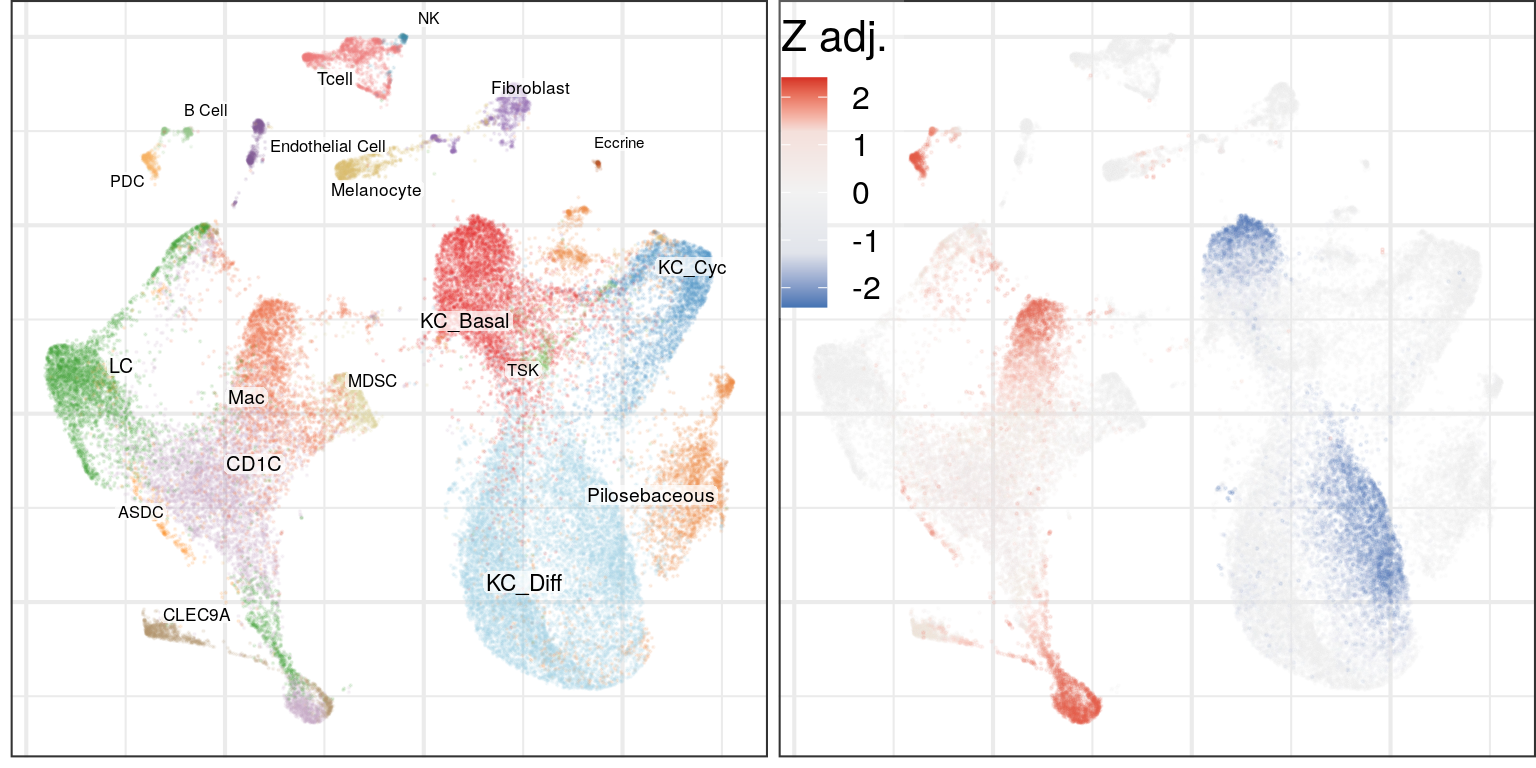 NK
Tcell
Fibroblast
B Cell
Endothelial Cell
Eccrine
PDC
Melanocyte
KC_Cyc
KC_Basal
LC
TSK
MDSC
Mac
CD1C
Pilosebaceous
ASDC
KC_Diff
CLEC9A
Z adj.
2
1
0
-1
-2